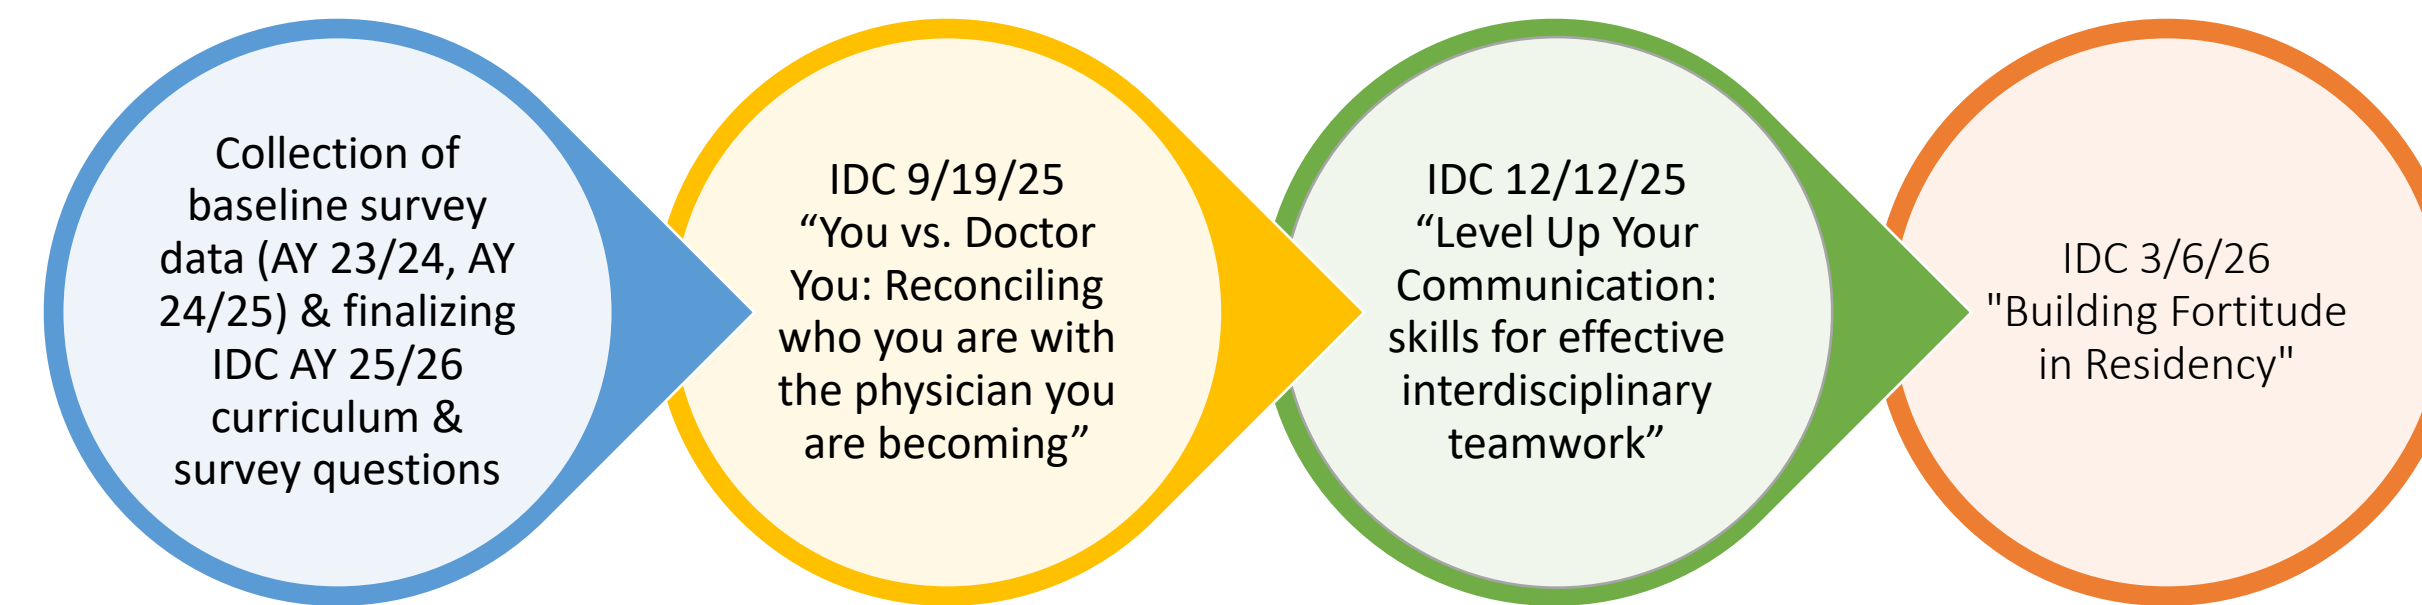 Collection of
baseline survey
data (AY 23/24, AY
24/25) & finalizing
IDC AY 25/26
curriculum &
survey questions
IDC 9/19/25
“You vs. Doctor
You: Reconciling
who you are with
the physician you
are becoming”
IDC 12/12/25
“Level Up Your
Communication:
skills for effective
interdisciplinary
teamwork”
IDC 3/6/26
"Building Fortitude
in Residency"